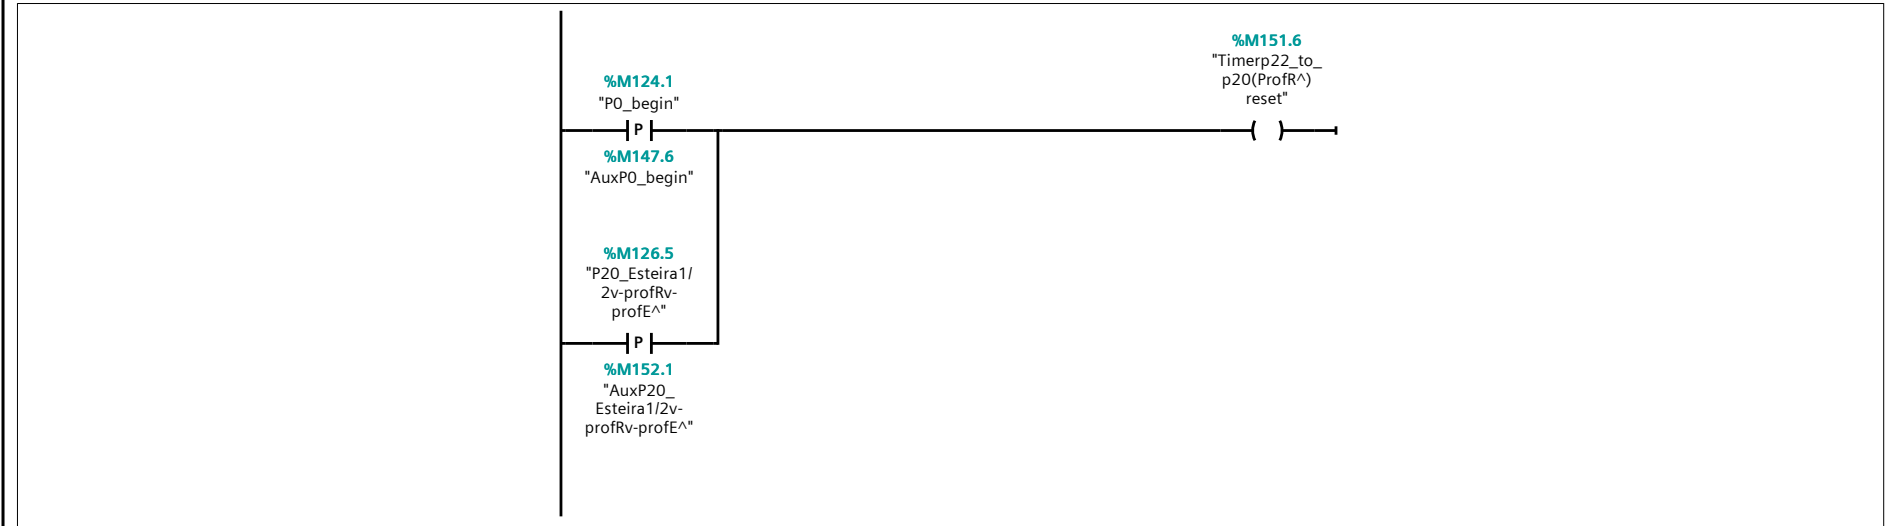 %M151.6
"Timerp22_to_
p20(ProfR^)
reset"
%M124.1
"P0_begin"
P
%M147.6
"AuxP0_begin"
%M126.5
"P20_Esteira1/
2v-profRv-
profE^"
P
%M152.1
"AuxP20_
Esteira1/2v-
profRv-profE^"